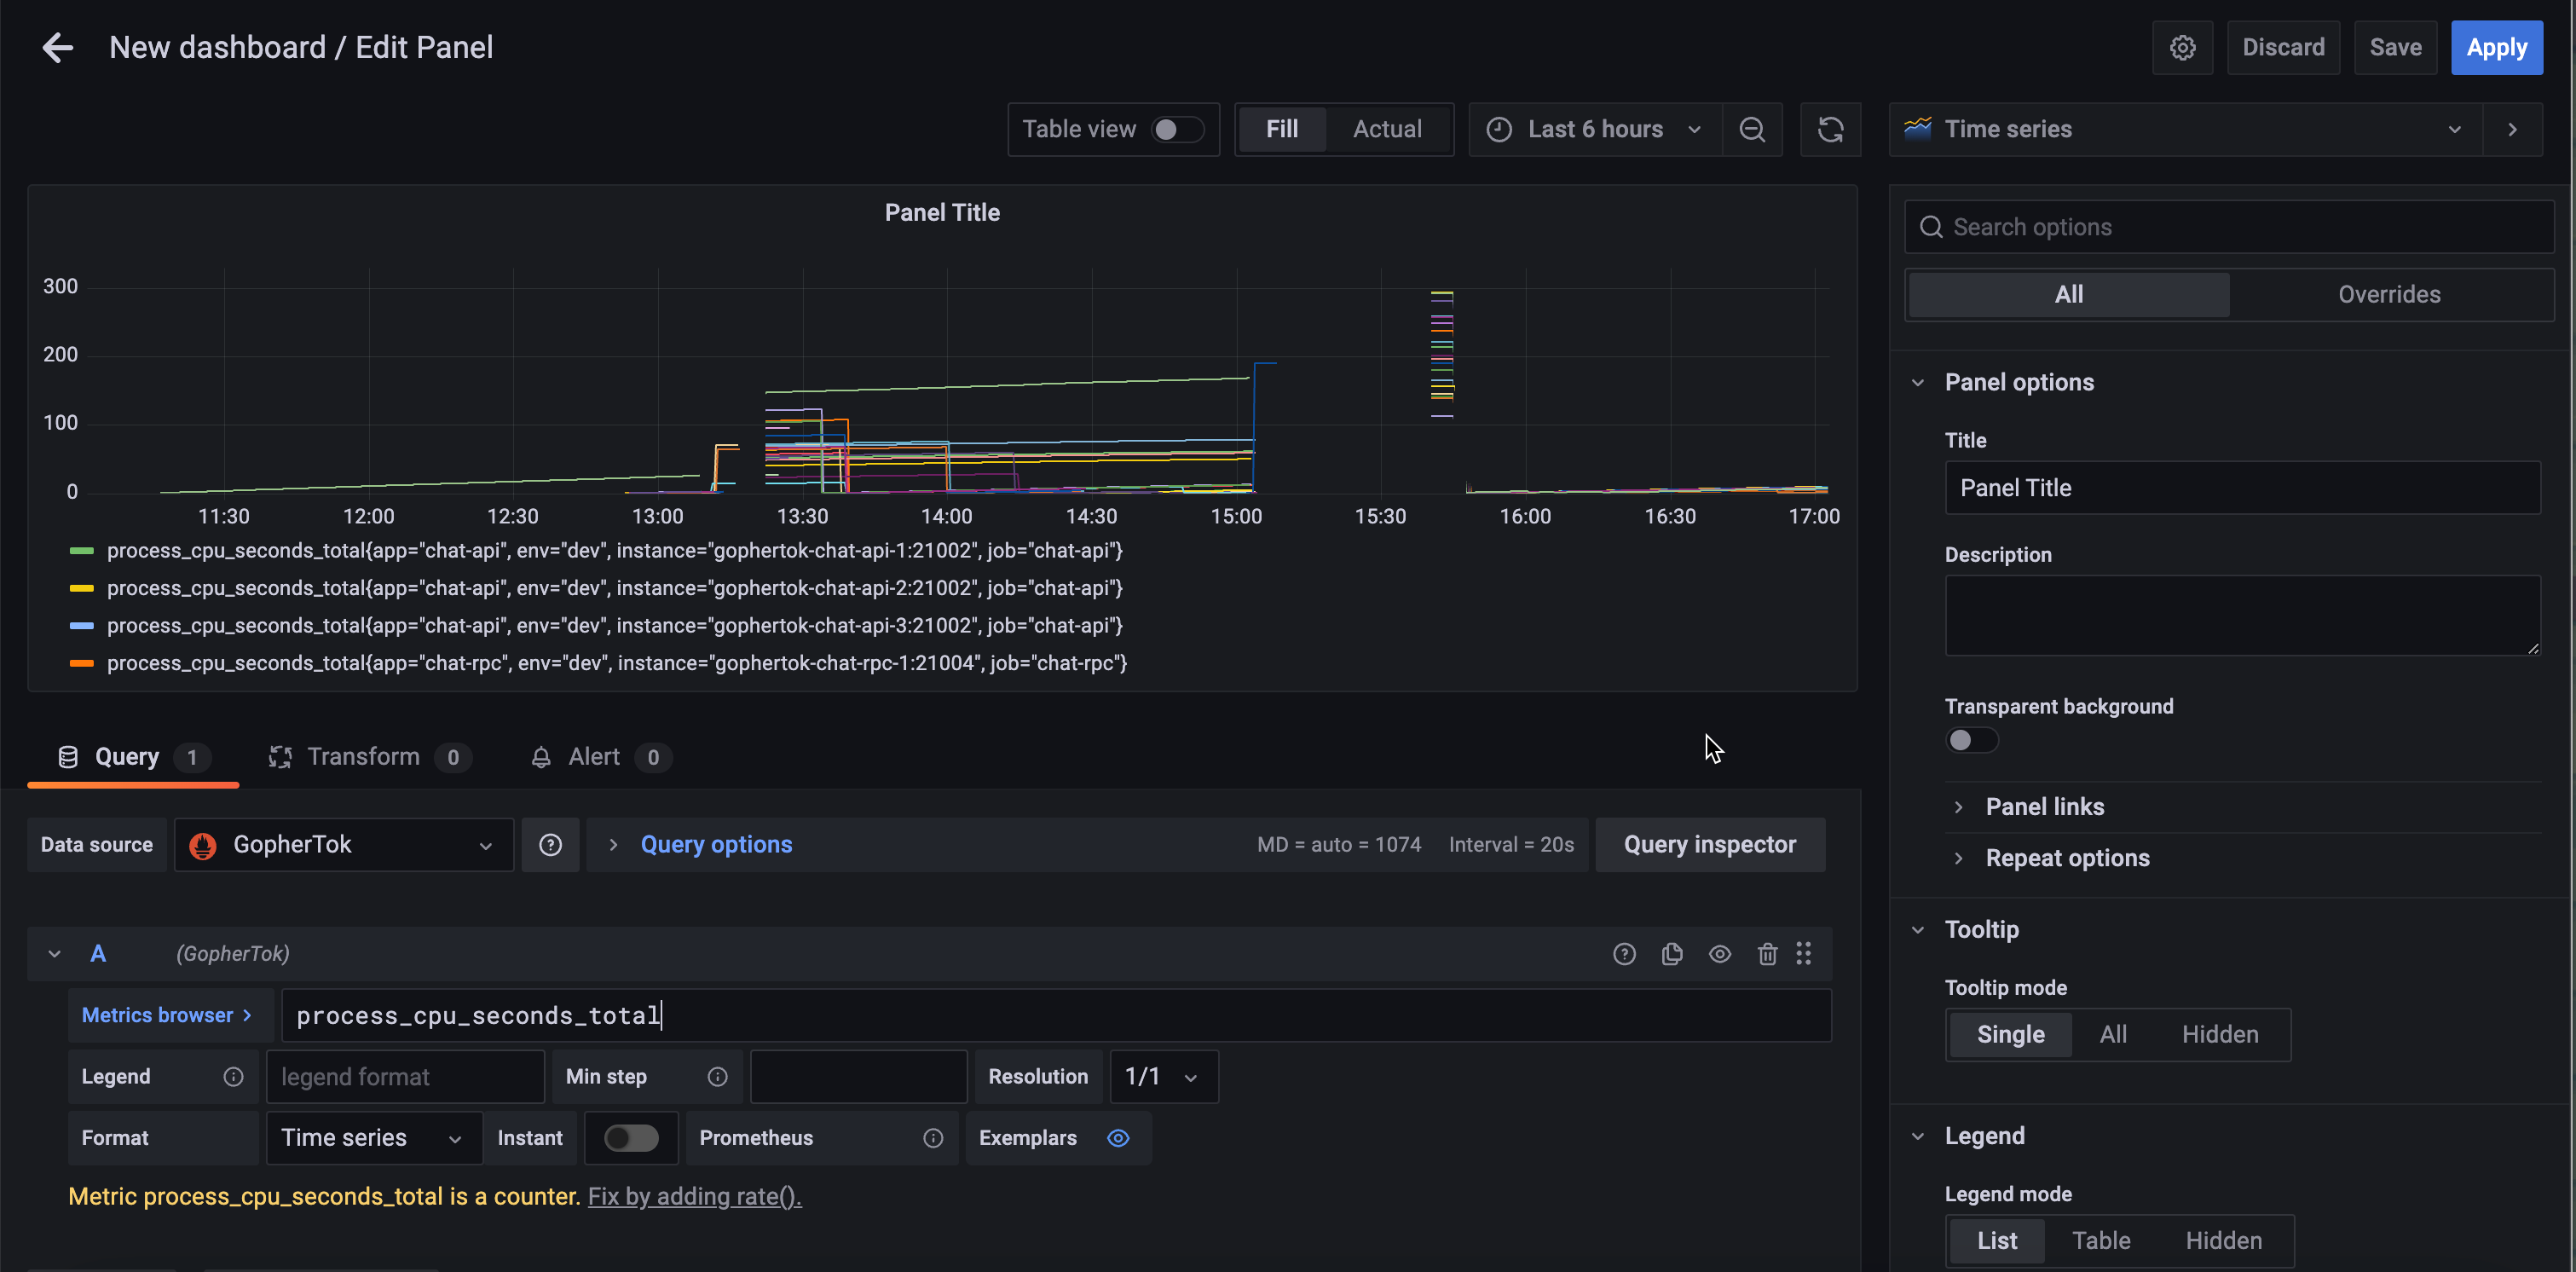 New dashboard / Edit Panel
Discard
Save
Apply
Table view
Fill
Actual
Last 6 hours
Time series
Panel Title
300
200
100
0
11:30
12:00
12:30
13:00
13:30
14:00
14:30
15:00
15:30
16:00
16:30
17:00
process_cpu_seconds_total{app="chat-api", env="dev", instance="gophertok-chat-api-1:21002", job="chat-api"}
process_cpu_seconds_total{app="chat-api", env="dev", instance="gophertok-chat-api-2:21002", job="chat-api"}
process_cpu_seconds_total{app="chat-api", env="dev", instance="gophertok-chat-api-3:21002", job="chat-api"}
process_cpu_seconds_total{app="chat-rpc", env="dev", instance="gophertok-chat-rpc-1:21004", job="chat-rpc"}
Query 1
Transform 0
Alert 0
Data source
GopherTok
Query options
MD = auto = 1074
Interval = 20s
Query inspector
A
(GopherTok)
Metrics browser >
process_cpu_seconds_total
Legend
legend format
Min step
Resolution
1/1
Format
Time series
Instant
Prometheus
Exemplars
Metric process_cpu_seconds_total is a counter. Fix by adding rate().
Search options
All
Overrides
Panel options
Title
Panel Title
Description
Transparent background
Panel links
Repeat options
Tooltip
Tooltip mode
Single
All
Hidden
Legend
Legend mode
List
Table
Hidden